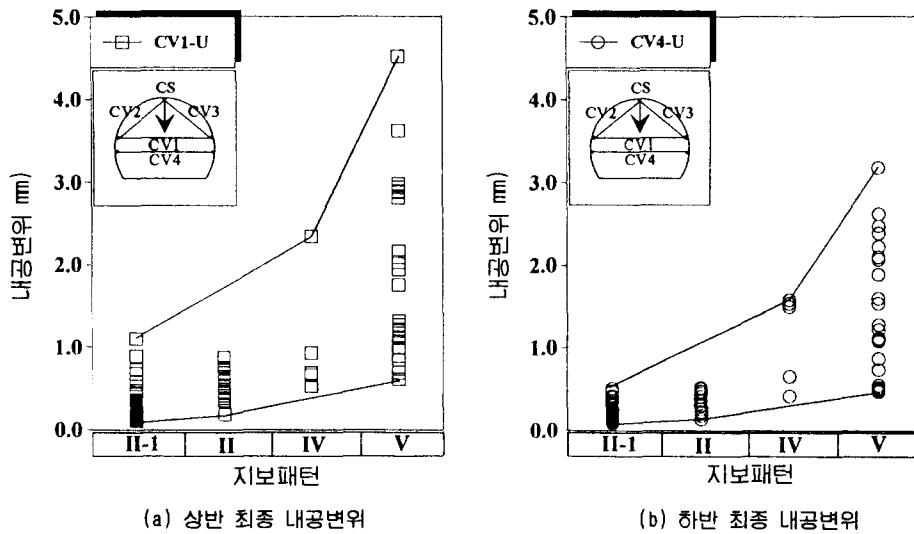 5.0
4.0
3.0
2.0
1.0
0.0
내공변위 mm
CV1-U
CS
CV2
CV3
CV1
CV4
II-1
II
IV
V
지보패턴
(a) 상반 최종 내공변위
5.0
4.0
3.0
2.0
1.0
0.0
내공변위 mm
CV4-U
CS
CV2
CV3
CV1
CV4
II-1
II
IV
V
지보패턴
(b) 하반 최종 내공변위